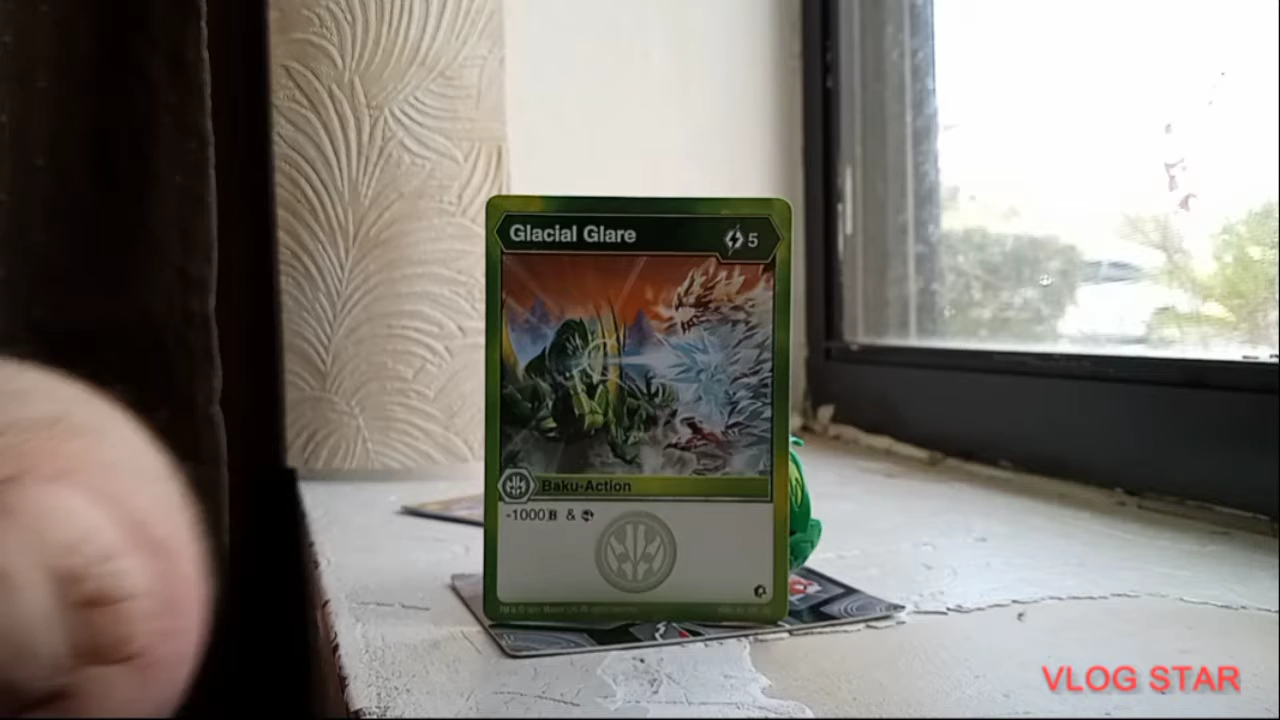 Glacial Glare
5
Baku-Action
-1000 B &
VLOG STAR